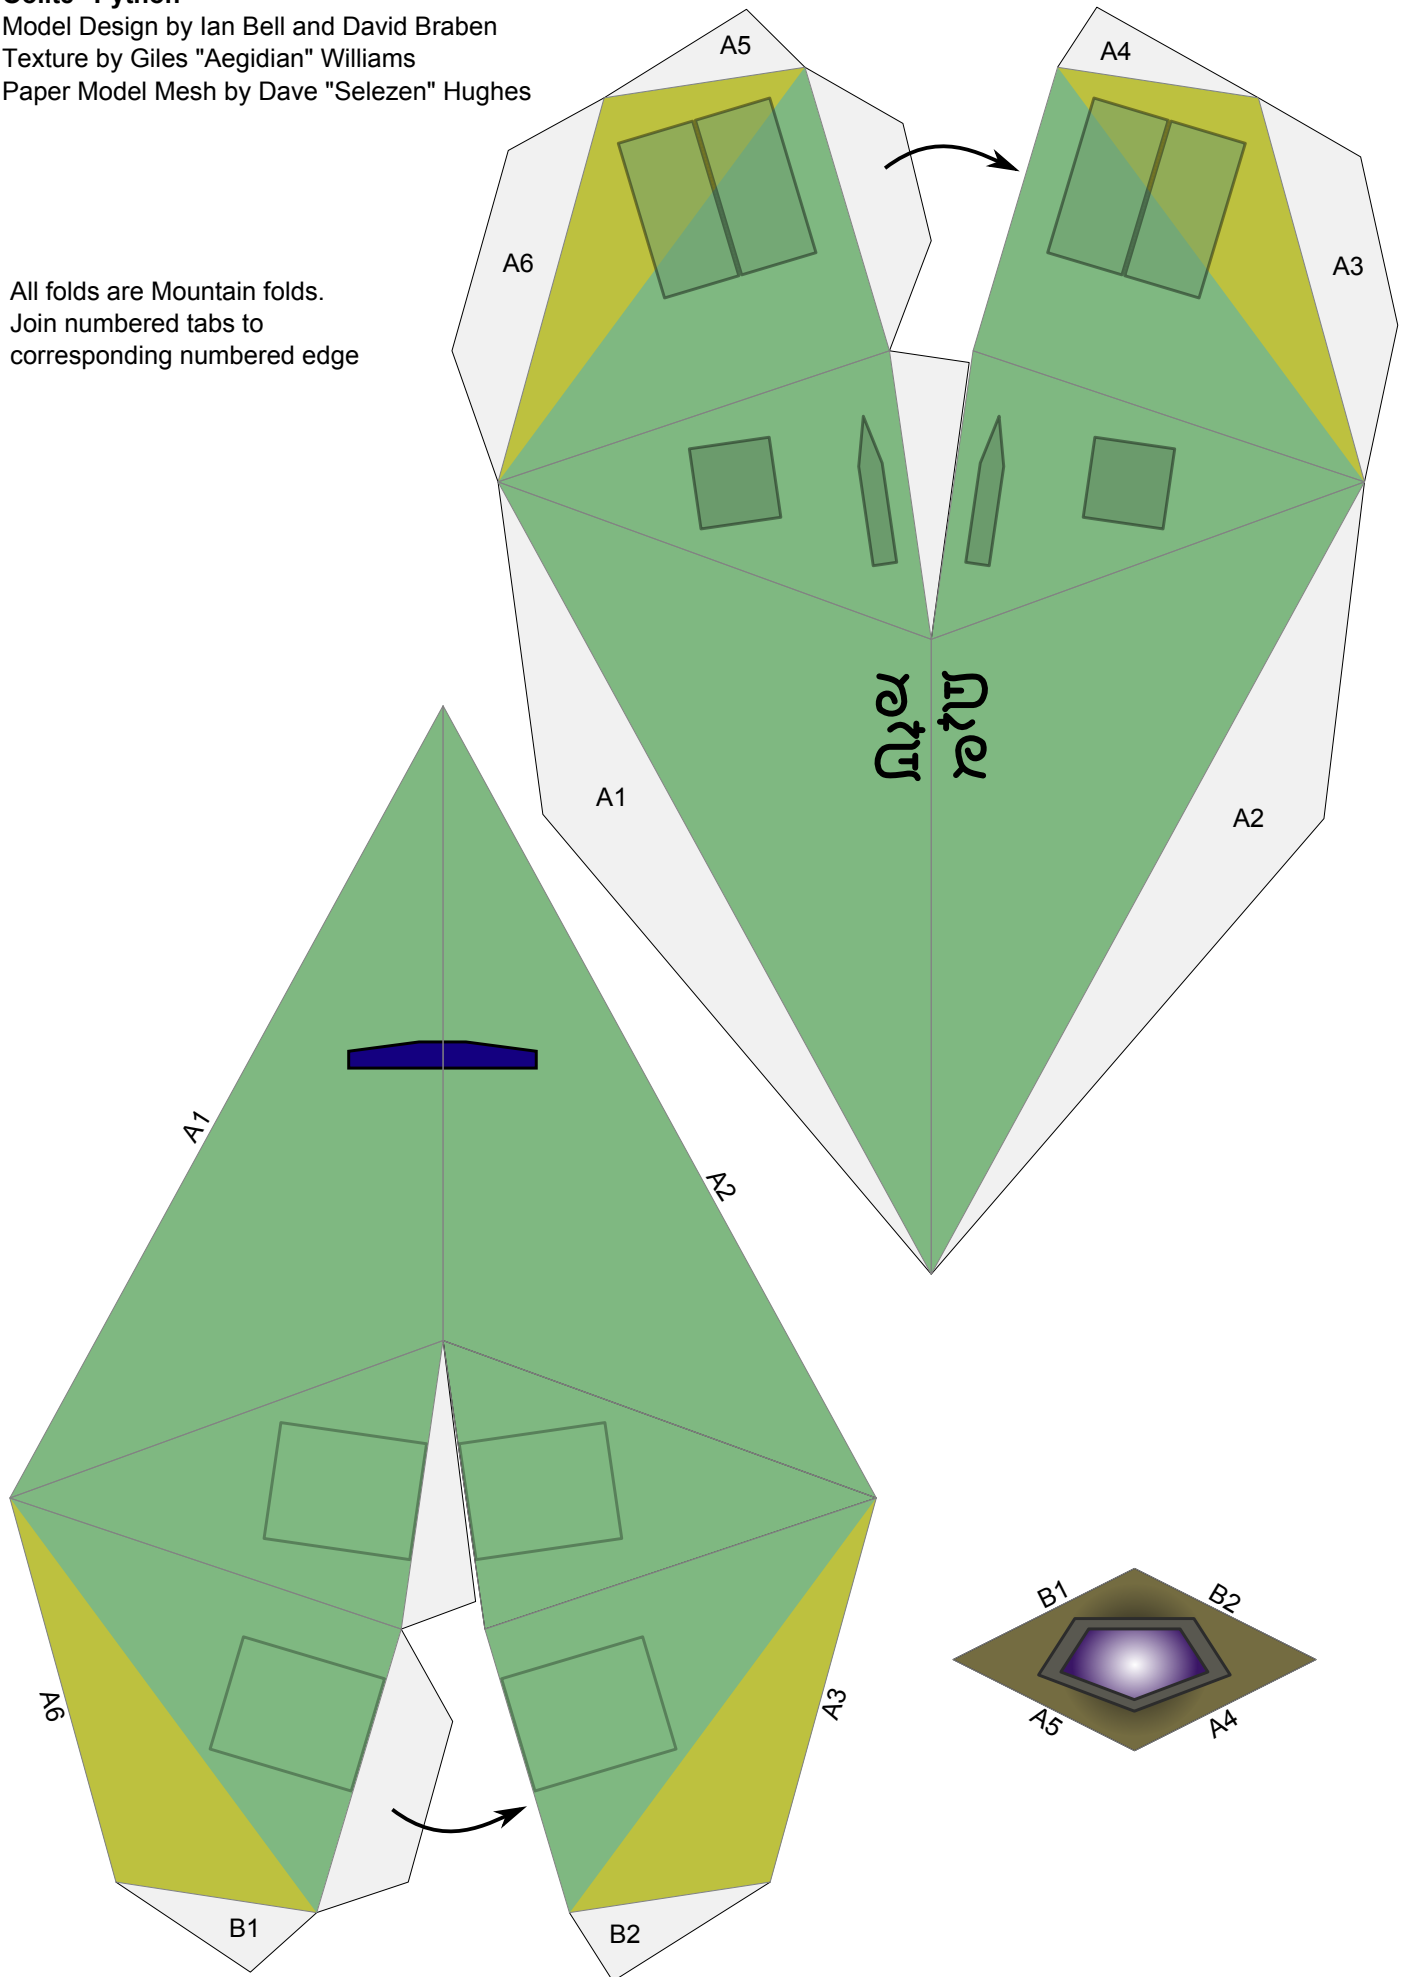 Model Design by Ian Bell and David Braben
Texture by Giles "Aegidian" Williams
Paper Model Mesh by Dave "Selezen" Hughes
All folds are Mountain folds.
Join numbered tabs to
corresponding numbered edge
A5
A4
A6
A3
A1
A2
A1
A2
A6
A3
B1
B2
B1
B2
A5
A4